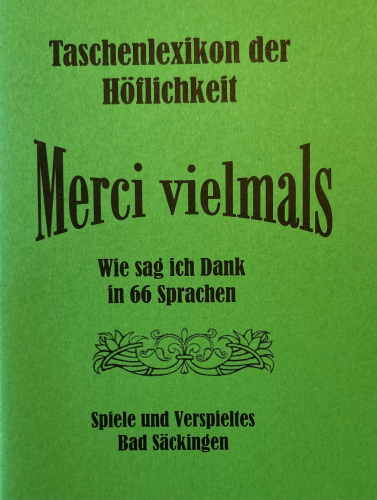 Taschenlexikon der
Höflichkeit
Merci vielmals
Wie sag ich Dank
in 66 Sprachen
Spiele und Verspieltes
Bad Säckingen